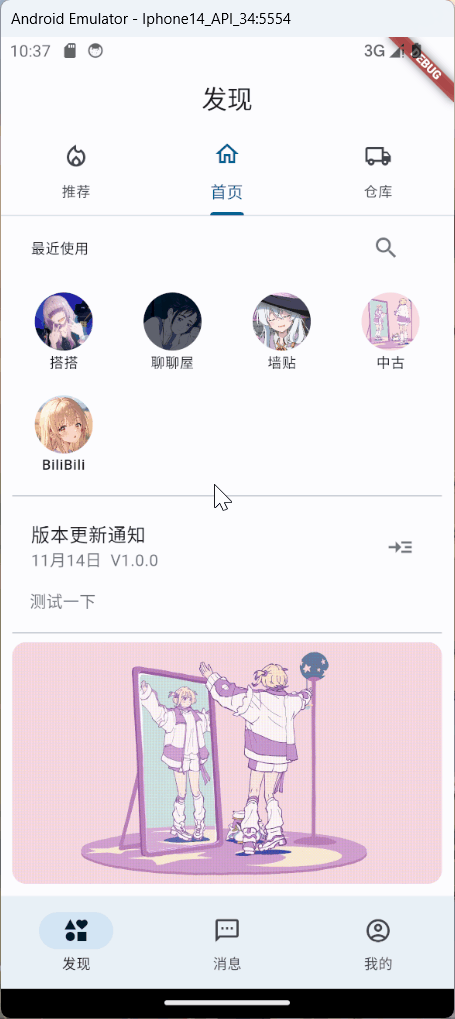 Android Emulator - Iphone14_API_34:5554
10:37 3G
DEBUG
发现
推荐 首页 仓库
最近使用
搭搭 聊聊屋 墙贴 中古
BiliBili
版本更新通知
11月14日 V1.0.0
测试一下
发现 消息 我的